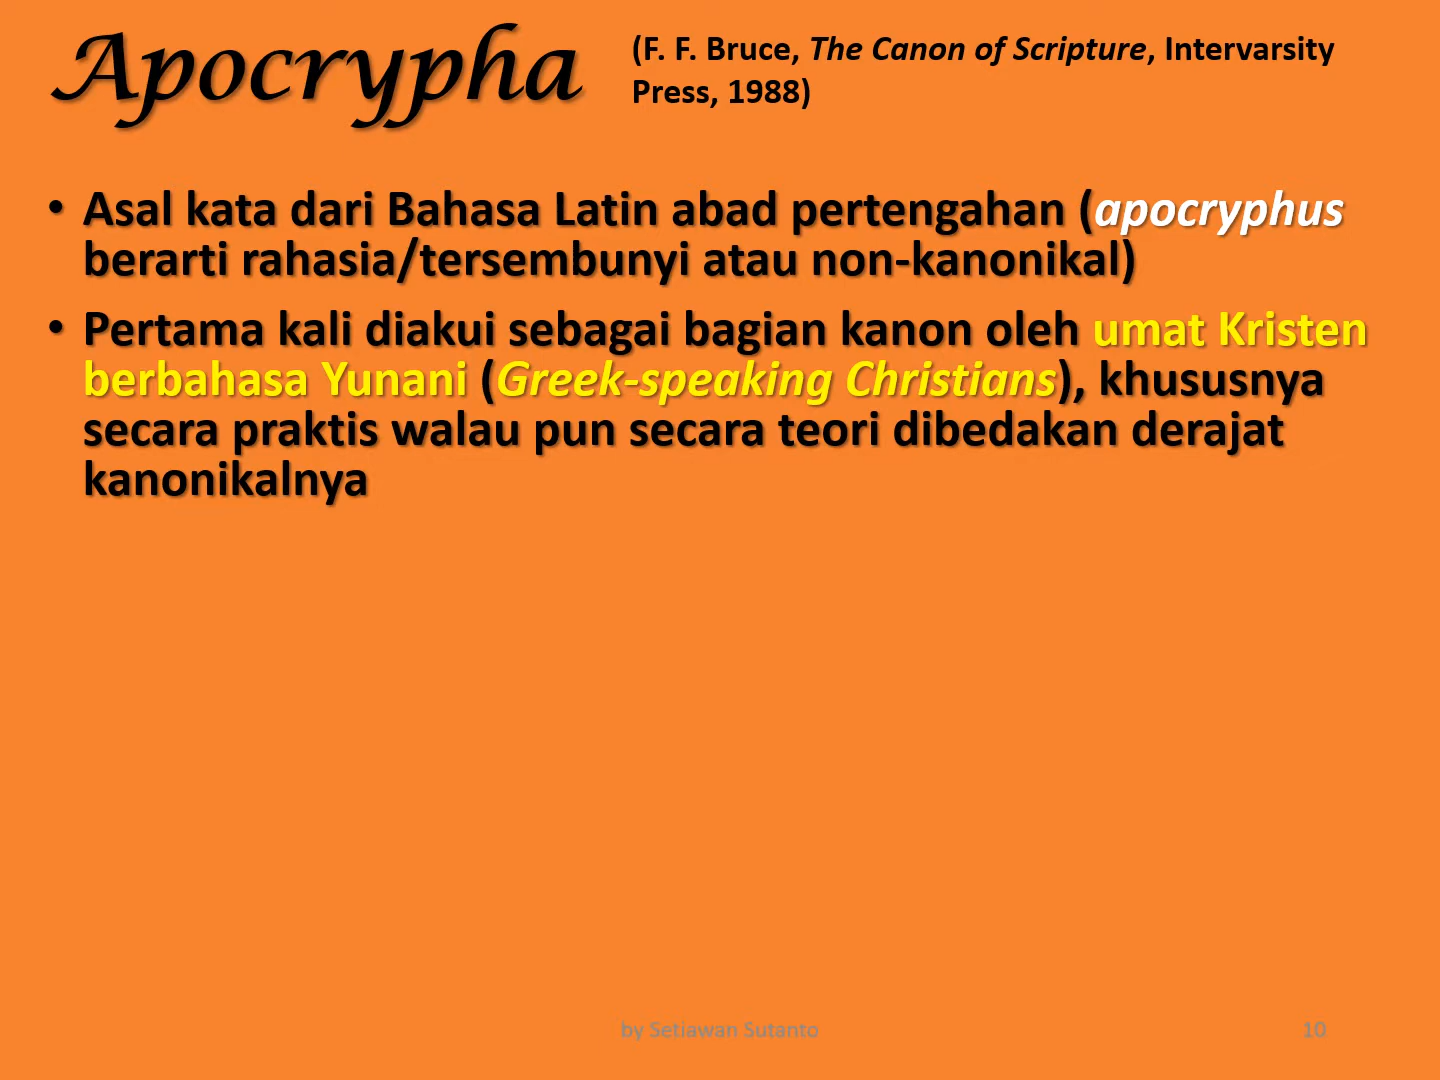 Apocrypha
(F. F. Bruce, The Canon of Scripture, Intervarsity
Press, 1988)
• Asal kata dari Bahasa Latin abad pertengahan (apocryphus
berarti rahasia/tersembunyi atau non-kanonikal)
• Pertama kali diakui sebagai bagian kanon oleh umat Kristen
berbahasa Yunani (Greek-speaking Christians), khususnya
secara praktis walau pun secara teori dibedakan derajat
kanonikalnya
by Setiawan Sutanto
10